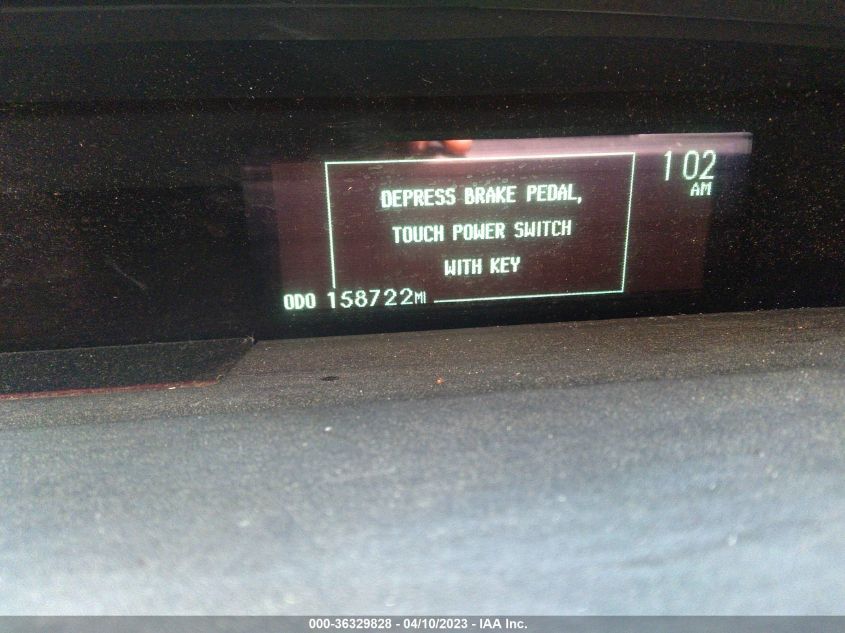 1 02
AM
DEPRESS BRAKE PEDAL,
TOUCH POWER SWITCH
WITH KEY
ODO 158722MI
000-36329828 - 04/10/2023 - IAA Inc.